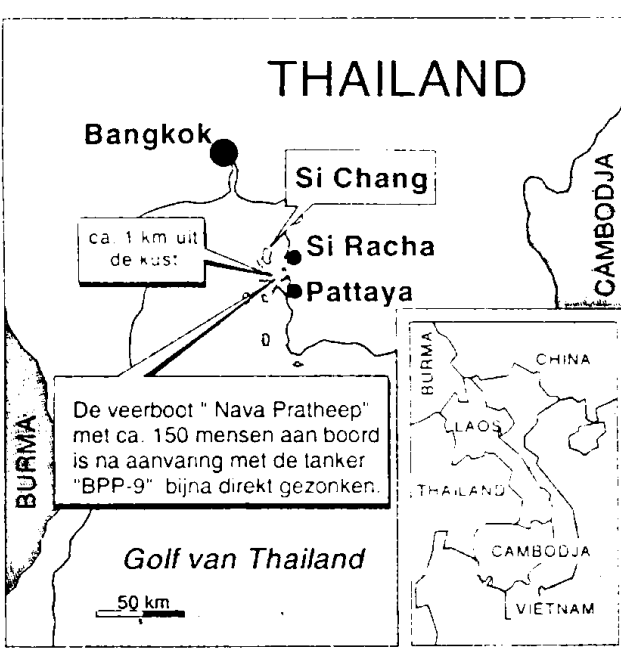 THAILAND
Bangkok
Si Chang
ca. 1 km uit
de kust
Si Racha
Pattaya
CAMBODJA
BURMA
De veerboot " Nava Pratheep"
met ca. 150 mensen aan boord
is na aanvaring met de tanker
"BPP-9" bijna direkt gezonken.
Golf van Thailand
50 km
BURMA
CHINA
LAOS
THAILAND
CAMBODJA
VIETNAM